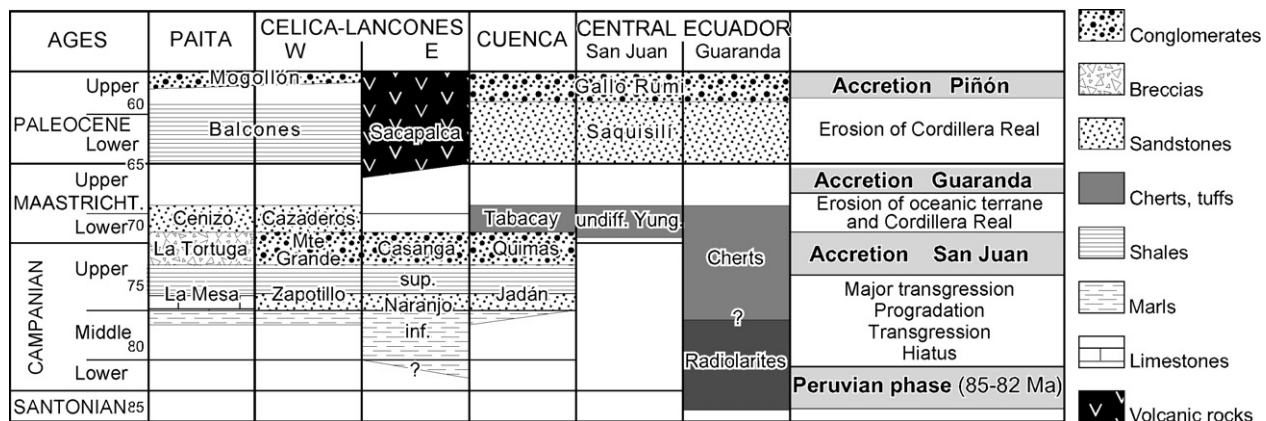 AGES PAITA CELICA-LANCONES CUENCA CENTRAL ECUADOR
W E San Juan Guaranda
Upper Mogollón Gallo Rumi Accretion Piñón
60
PALEOCENE Balcones Sacapalca Saquisilí Erosion of Cordillera Real
Lower
65
Upper Accretion Guaranda
MAASTRICHT. Erosion of oceanic terrane
Lower 70 Cenizo Cazaderos Tabacay undiff. Yung. and Cordillera Real
La Tortuga Mte Grande Casanga Quimas Accretion San Juan
CAMPANIAN
Upper sup. Cherts
75
La Mesa Zapotillo Naranjo Jadán Major transgression
Progradation
Middle inf. ? Transgression
80 Hiatus
Lower ? Radiolarites Peruvian phase (85-82 Ma)
SANTONIAN 85
Conglomerates
Breccias
Sandstones
Cherts, tuffs
Shales
Marls
Limestones
Volcanic rocks